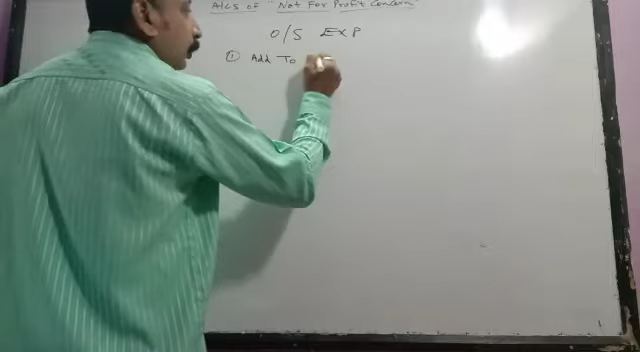 A/CS OF "Not For Profit Concern"
O/S EXP
① Add To